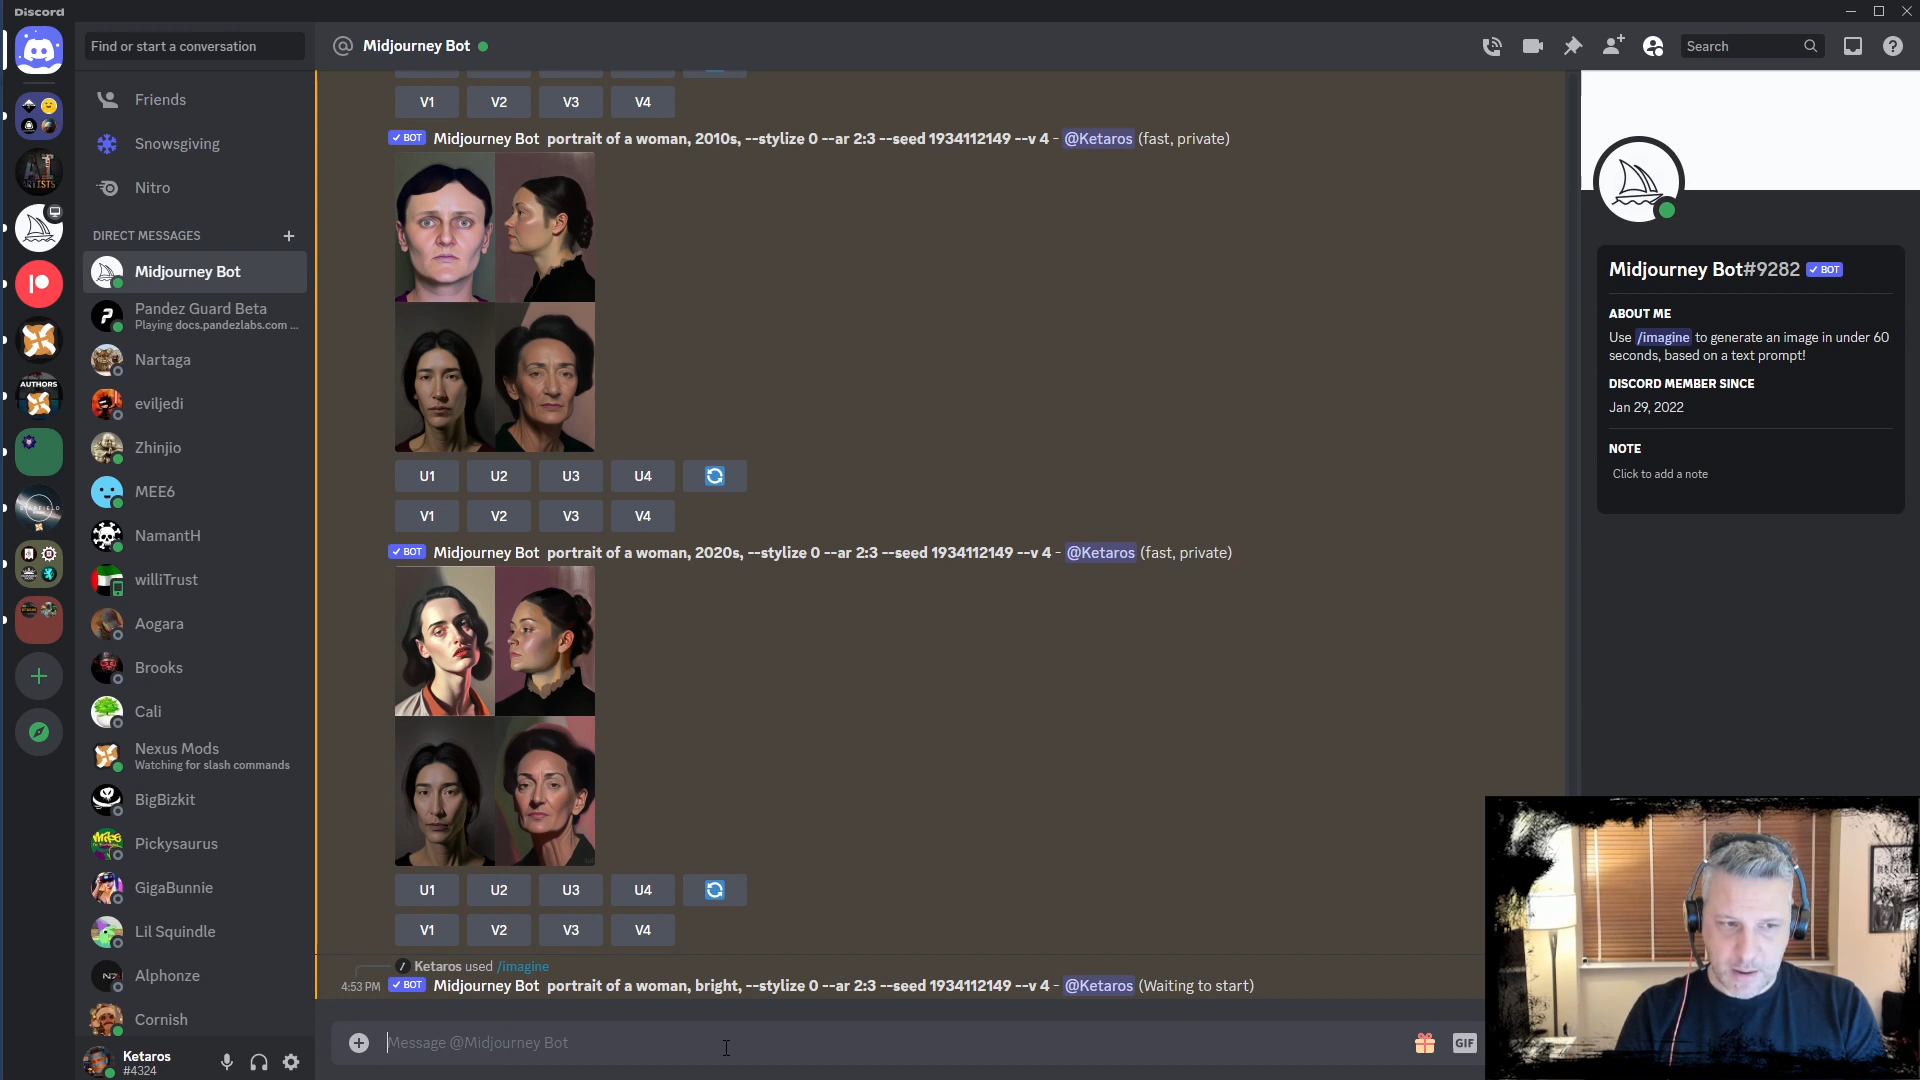 Discord
Find or start a conversation
Midjourney Bot
Search
Friends
Snowsgiving
Nitro
DIRECT MESSAGES
Midjourney Bot
Pandez Guard Beta
Playing docs.pandezlabs.com ...
Nartaga
eviljedi
Zhinjio
MEE6
NamantH
williTrust
Aogara
Brooks
Cali
Nexus Mods
Watching for slash commands
BigBizkit
Pickysaurus
GigaBunnie
Lil Squindle
Alphonze
Cornish
Ketaros
#4324
AI
ARTISTS
AUTHORS
STARFIELD
V1 V2 V3 V4
BOT Midjourney Bot portrait of a woman, 2010s, --stylize 0 --ar 2:3 --seed 1934112149 --v 4 - @Ketaros (fast, private)
U1 U2 U3 U4
V1 V2 V3 V4
BOT Midjourney Bot portrait of a woman, 2020s, --stylize 0 --ar 2:3 --seed 1934112149 --v 4 - @Ketaros (fast, private)
U1 U2 U3 U4
V1 V2 V3 V4
Ketaros used /imagine
4:53 PM BOT Midjourney Bot portrait of a woman, bright, --stylize 0 --ar 2:3 --seed 1934112149 --v 4 - @Ketaros (Waiting to start)
Message @Midjourney Bot
GIF
Midjourney Bot#9282 BOT
ABOUT ME
Use /imagine to generate an image in under 60
seconds, based on a text prompt!
DISCORD MEMBER SINCE
Jan 29, 2022
NOTE
Click to add a note